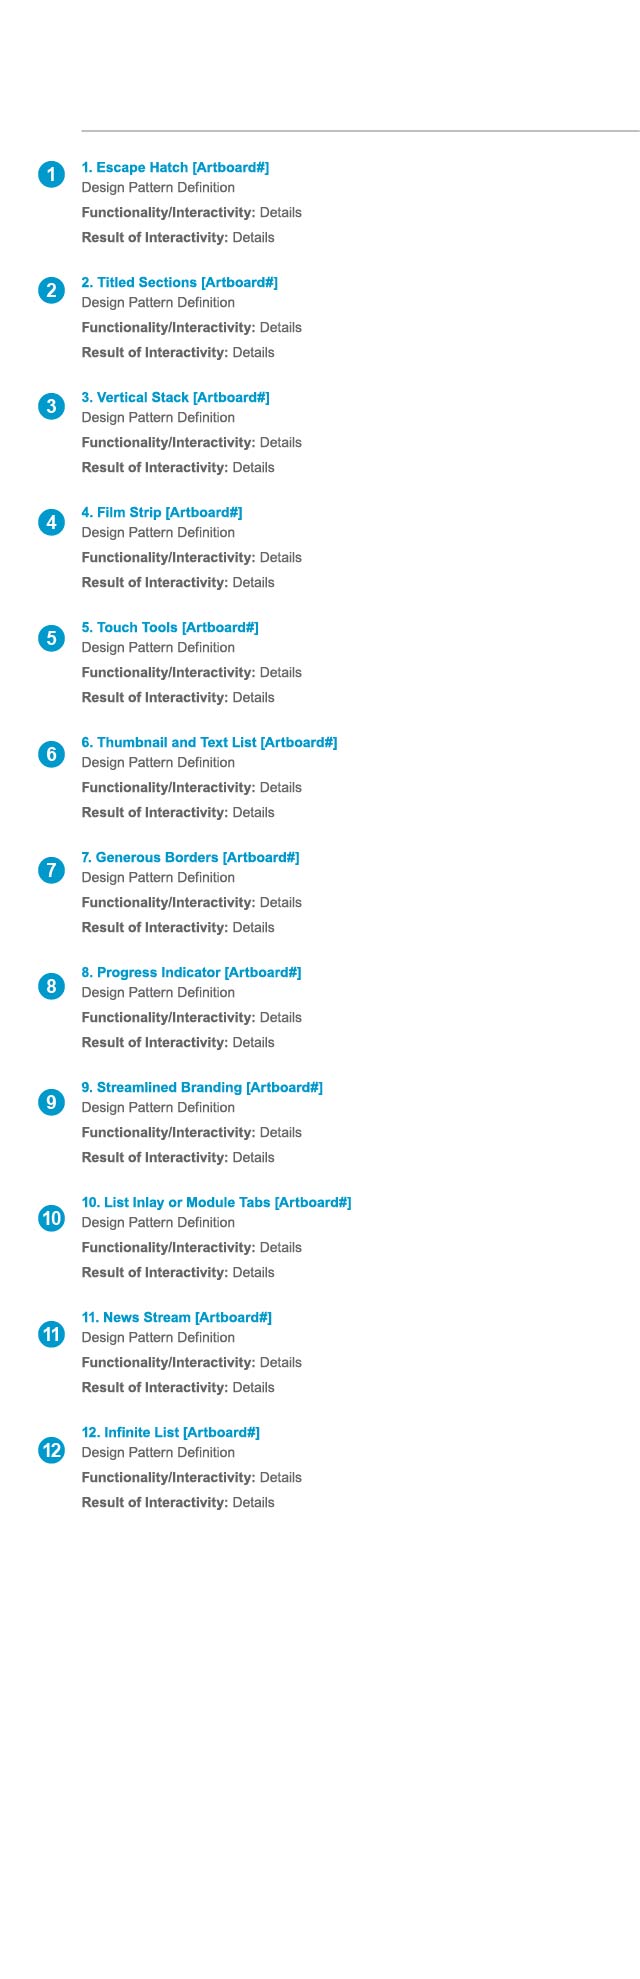 1
1. Escape Hatch [Artboard#]
Design Pattern Definition
Functionality/Interactivity: Details
Result of Interactivity: Details
2
2. Titled Sections [Artboard#]
Design Pattern Definition
Functionality/Interactivity: Details
Result of Interactivity: Details
3
3. Vertical Stack [Artboard#]
Design Pattern Definition
Functionality/Interactivity: Details
Result of Interactivity: Details
4
4. Film Strip [Artboard#]
Design Pattern Definition
Functionality/Interactivity: Details
Result of Interactivity: Details
5
5. Touch Tools [Artboard#]
Design Pattern Definition
Functionality/Interactivity: Details
Result of Interactivity: Details
6
6. Thumbnail and Text List [Artboard#]
Design Pattern Definition
Functionality/Interactivity: Details
Result of Interactivity: Details
7
7. Generous Borders [Artboard#]
Design Pattern Definition
Functionality/Interactivity: Details
Result of Interactivity: Details
8
8. Progress Indicator [Artboard#]
Design Pattern Definition
Functionality/Interactivity: Details
Result of Interactivity: Details
9
9. Streamlined Branding [Artboard#]
Design Pattern Definition
Functionality/Interactivity: Details
Result of Interactivity: Details
10
10. List Inlay or Module Tabs [Artboard#]
Design Pattern Definition
Functionality/Interactivity: Details
Result of Interactivity: Details
11
11. News Stream [Artboard#]
Design Pattern Definition
Functionality/Interactivity: Details
Result of Interactivity: Details
12
12. Infinite List [Artboard#]
Design Pattern Definition
Functionality/Interactivity: Details
Result of Interactivity: Details